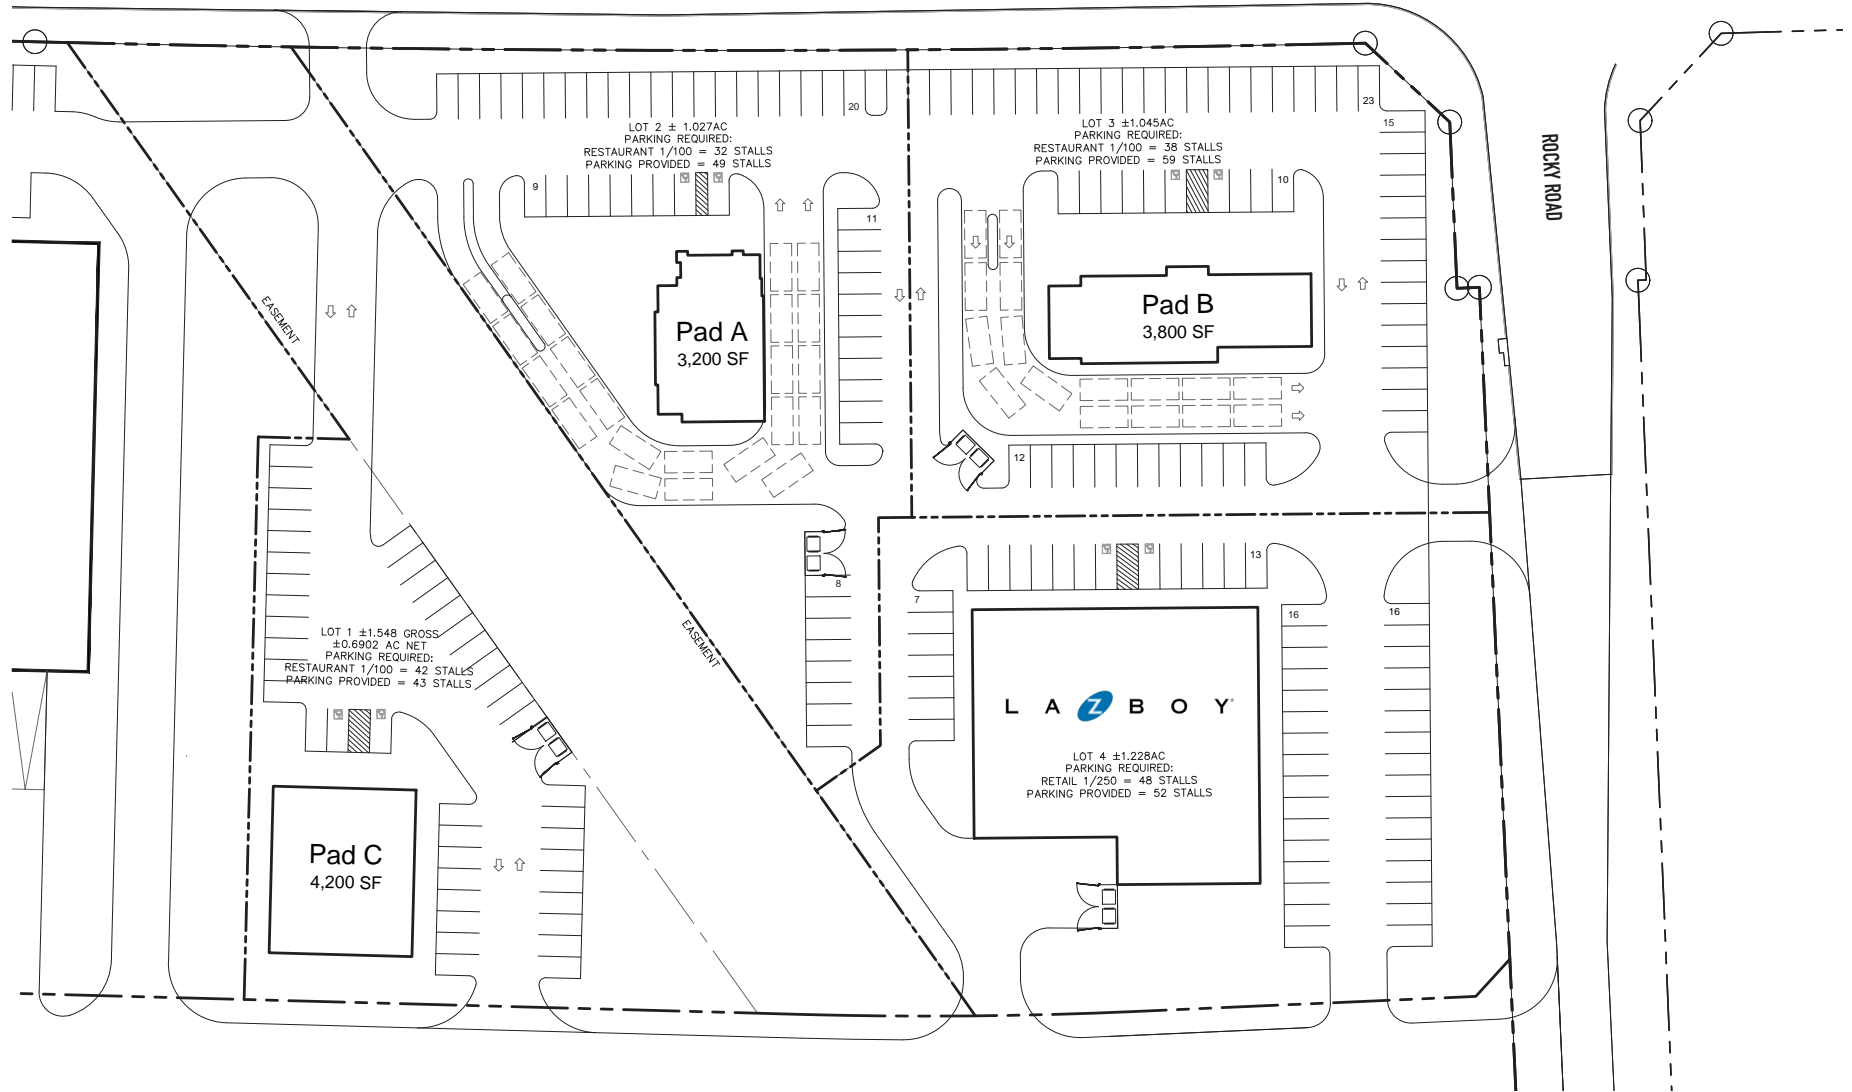 20
23
15
LOT 2 ± 1.027AC
PARKING REQUIRED:
RESTAURANT 1/100 = 32 STALLS
PARKING PROVIDED = 49 STALLS
LOT 3 ±1.045AC
PARKING REQUIRED:
RESTAURANT 1/100 = 38 STALLS
PARKING PROVIDED = 59 STALLS
ROCKY ROAD
9
10
11
EASEMENT
Pad A
3,200 SF
Pad B
3,800 SF
12
13
8
7
16
16
EASEMENT
LOT 1 ±1.548 GROSS
±0.6902 AC NET
PARKING REQUIRED:
RESTAURANT 1/100 = 42 STALLS
PARKING PROVIDED = 43 STALLS
LAZBOY
LOT 4 ±1.228AC
PARKING REQUIRED:
RETAIL 1/250 = 48 STALLS
PARKING PROVIDED = 52 STALLS
Pad C
4,200 SF